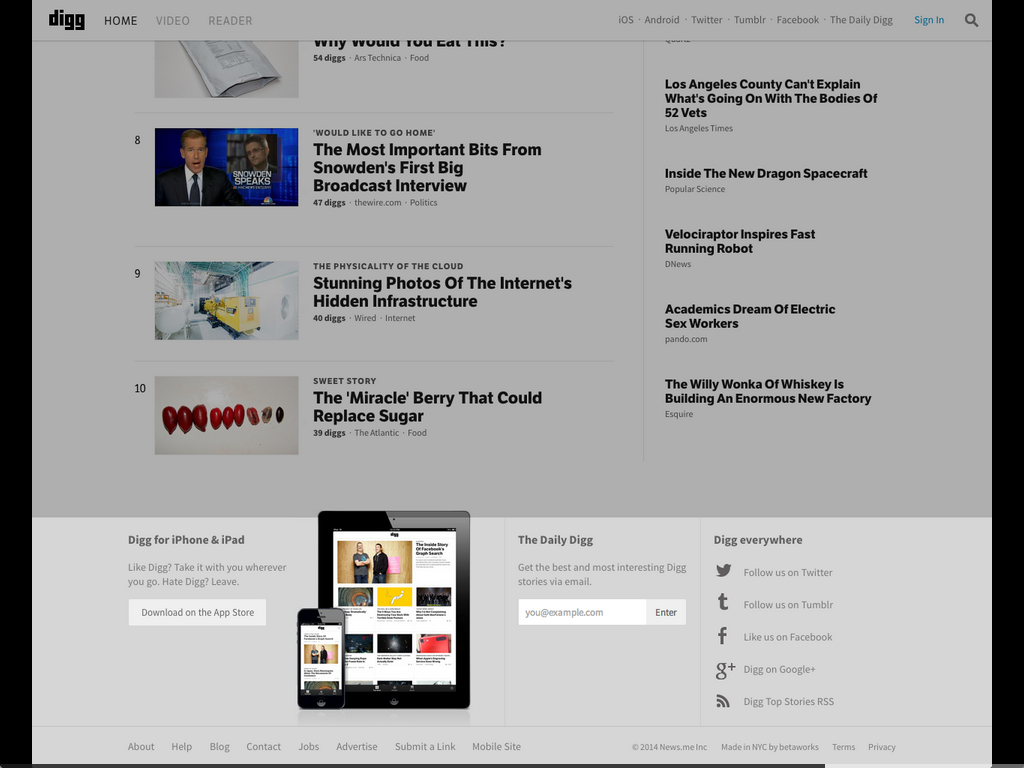 digg HOME VIDEO READER iOS · Android · Twitter · Tumblr · Facebook · The Daily Digg Sign In
Why Would You Eat This?
54 diggs · Ars Technica · Food
8
'WOULD LIKE TO GO HOME'
The Most Important Bits From
Snowden's First Big
Broadcast Interview
47 diggs · thewire.com · Politics
SNOWDEN
SPEAKS
9
THE PHYSICALITY OF THE CLOUD
Stunning Photos Of The Internet's
Hidden Infrastructure
40 diggs · Wired · Internet
10
SWEET STORY
The 'Miracle' Berry That Could
Replace Sugar
39 diggs · The Atlantic · Food
Quartz
Los Angeles County Can't Explain
What's Going On With The Bodies Of
52 Vets
Los Angeles Times
Inside The New Dragon Spacecraft
Popular Science
Velociraptor Inspires Fast
Running Robot
DNews
Academics Dream Of Electric
Sex Workers
pando.com
The Willy Wonka Of Whiskey Is
Building An Enormous New Factory
Esquire
Digg for iPhone & iPad
Like Digg? Take it with you wherever
you go. Hate Digg? Leave.
Download on the App Store
digg
The Inside Story
Of Facebook's
Graph Search
digg
The Daily Digg
Get the best and most interesting Digg
stories via email.
you@example.com Enter
Digg everywhere
Follow us on Twitter
Follow us on Tumblr
Like us on Facebook
Digg on Google+
Digg Top Stories RSS
About Help Blog Contact Jobs Advertise Submit a Link Mobile Site
© 2014 News.me Inc Made in NYC by betaworks Terms Privacy